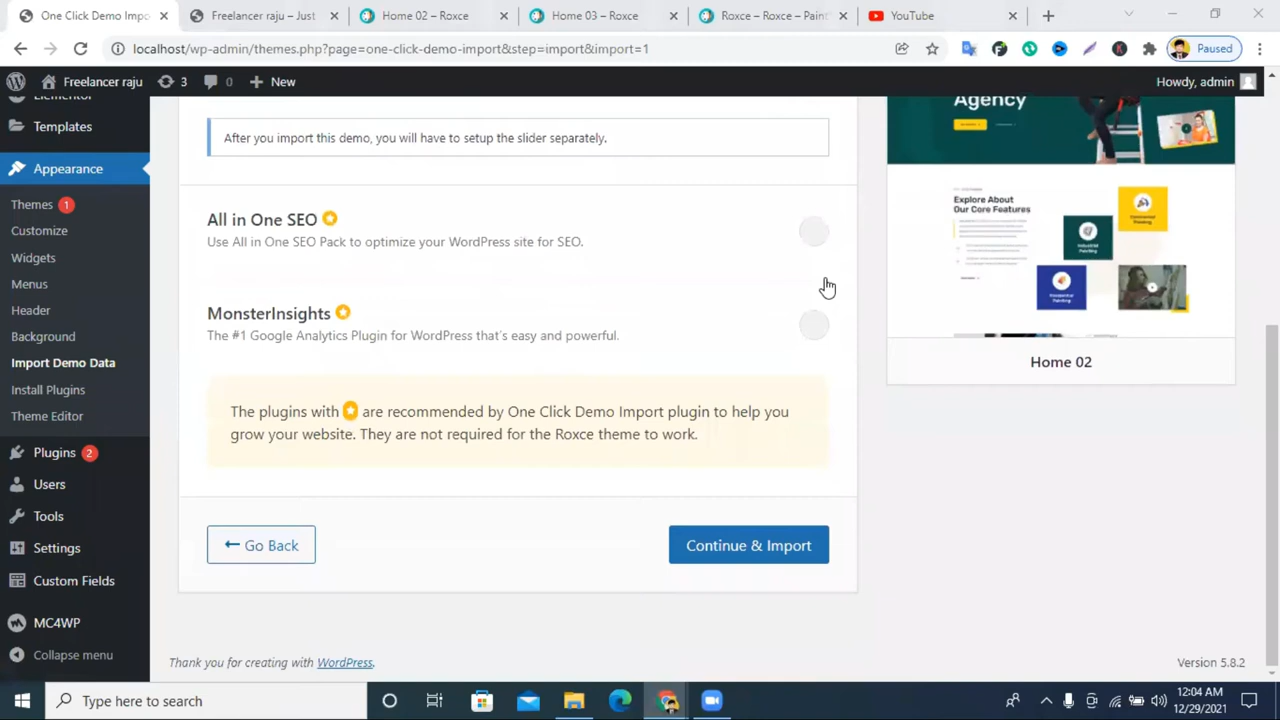 One Click Demo Impo
Freelancer raju – Just
Home 02 – Roxce
Home 03 – Roxce
Roxce – Roxce – Paint
YouTube
localhost/wp-admin/themes.php?page=one-click-demo-import&step=import&import=1
Paused
Freelancer raju
3
0
New
Howdy, admin
Elementor
Templates
Appearance
Themes 1
Customize
Widgets
Menus
Header
Background
Import Demo Data
Install Plugins
Theme Editor
Plugins 2
Users
Tools
Settings
Custom Fields
MC4WP
Collapse menu
After you import this demo, you will have to setup the slider separately.
All in One SEO
Use All in One SEO Pack to optimize your WordPress site for SEO.
MonsterInsights
The #1 Google Analytics Plugin for WordPress that's easy and powerful.
The plugins with are recommended by One Click Demo Import plugin to help you
grow your website. They are not required for the Roxce theme to work.
Go Back
Continue & Import
Agency
Explore About
Our Core Features
Home 02
Thank you for creating with WordPress.
Version 5.8.2
Type here to search
12:04 AM
12/29/2021